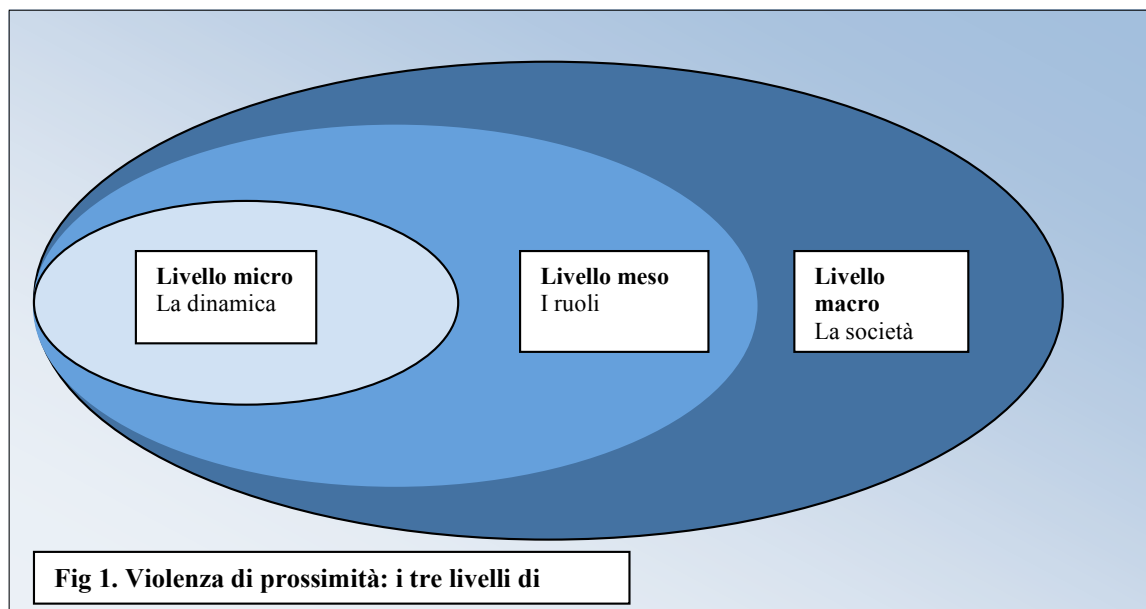 Livello micro
La dinamica
Livello meso
I ruoli
Livello
macro
La società
Fig 1. Violenza di prossimità: i tre livelli di